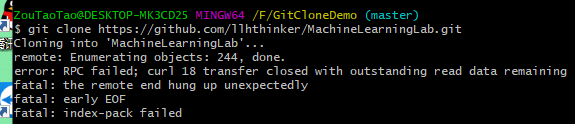 ZouTaoTao@DESKTOP-MK3CD25 MINGW64 /F/GitCloneDemo (master)
$ git clone https://github.com/llhthinker/MachineLearningLab.git
Cloning into 'MachineLearningLab'...
remote: Enumerating objects: 244, done.
error: RPC failed; curl 18 transfer closed with outstanding read data remaining
fatal: the remote end hung up unexpectedly
fatal: early EOF
fatal: index-pack failed